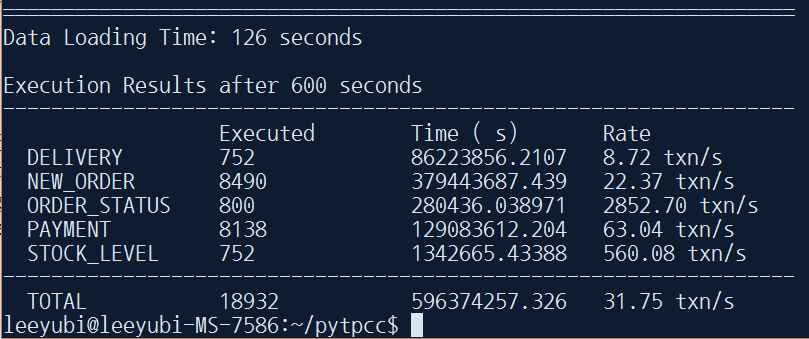 ==================================================================
Data Loading Time: 126 seconds
Execution Results after 600 seconds
------------------------------------------------------------------
Executed Time ( s) Rate
DELIVERY 752 86223856.2107 8.72 txn/s
NEW_ORDER 8490 379443687.439 22.37 txn/s
ORDER_STATUS 800 280436.038971 2852.70 txn/s
PAYMENT 8138 129083612.204 63.04 txn/s
STOCK_LEVEL 752 1342665.43388 560.08 txn/s
------------------------------------------------------------------
TOTAL 18932 596374257.326 31.75 txn/s
leeyubi@leeyubi-MS-7586:~/pytpcc$